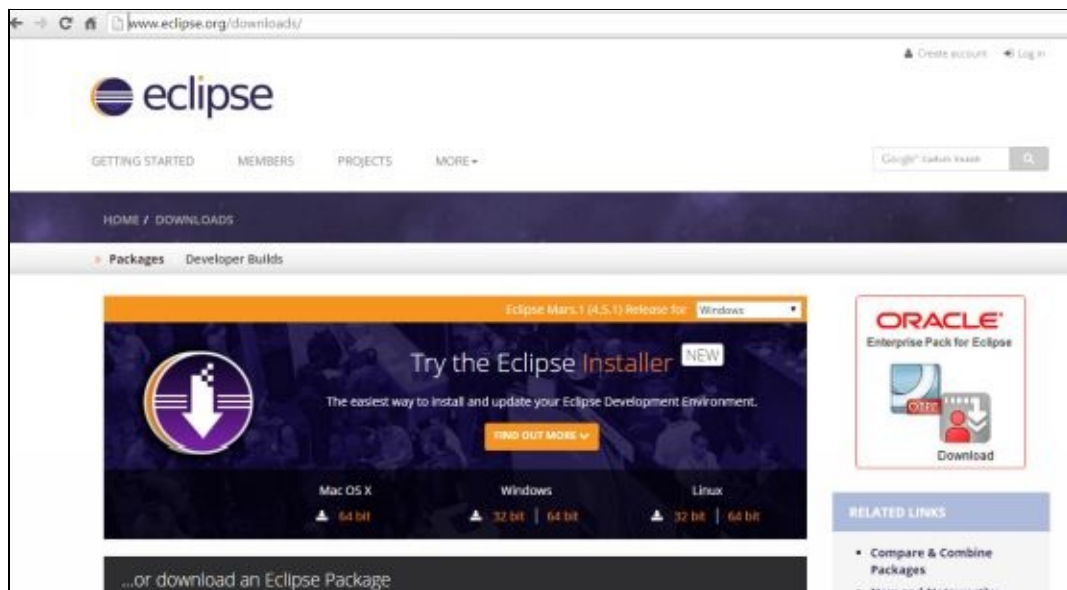 www.eclipse.org/downloads/
Create account Log in
eclipse
GETTING STARTED MEMBERS PROJECTS MORE
Google Custom Search
HOME / DOWNLOADS
Packages Developer Builds
Eclipse Mars.1 (4.5.1) Release for Windows
Try the Eclipse Installer NEW
The easiest way to install and update your Eclipse Development Environment.
FIND OUT MORE
Mac OS X Windows Linux
64 bit 32 bit | 64 bit 32 bit | 64 bit
...or download an Eclipse Package
ORACLE
Enterprise Pack for Eclipse
Download
RELATED LINKS
• Compare & Combine
Packages